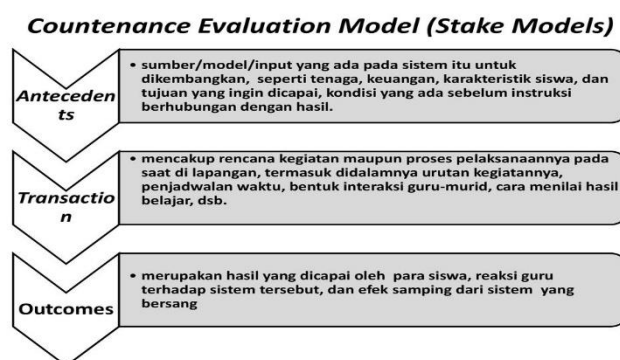 Countenance Evaluation Model (Stake Models)
Anteceden
ts
• sumber/model/input yang ada pada sistem itu untuk
dikembangkan, seperti tenaga, keuangan, karakteristik siswa, dan
tujuan yang ingin dicapai, kondisi yang ada sebelum instruksi
berhubungan dengan hasil.
Transactio
n
• mencakup rencana kegiatan maupun proses pelaksanaannya pada
saat di lapangan, termasuk didalamnya urutan kegiatannya,
penjadwalan waktu, bentuk interaksi guru-murid, cara menilai hasil
belajar, dsb.
Outcomes
• merupakan hasil yang dicapai oleh para siswa, reaksi guru
terhadap sistem tersebut, dan efek samping dari sistem yang
bersang